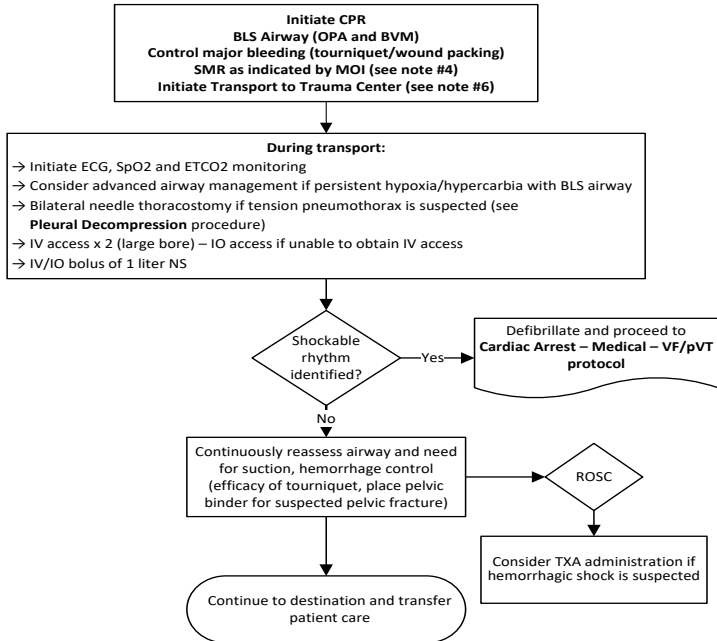 Initiate CPR
BLS Airway (OPA and BVM)
Control major bleeding (tourniquet/wound packing)
SMR as indicated by MOI (see note #4)
Initiate Transport to Trauma Center (see note #6)
During transport:
→ Initiate ECG, SpO2 and ETCO2 monitoring
→ Consider advanced airway management if persistent hypoxia/hypercarbia with BLS airway
→ Bilateral needle thoracostomy if tension pneumothorax is suspected (see
Pleural Decompression procedure)
→ IV access x 2 (large bore) – IO access if unable to obtain IV access
→ IV/IO bolus of 1 liter NS
Shockable
rhythm
identified?
Yes
Defibrillate and proceed to
Cardiac Arrest – Medical – VF/pVT
protocol
No
Continuously reassess airway and need
for suction, hemorrhage control
(efficacy of tourniquet, place pelvic
binder for suspected pelvic fracture)
ROSC
Consider TXA administration if
hemorrhagic shock is suspected
Continue to destination and transfer
patient care